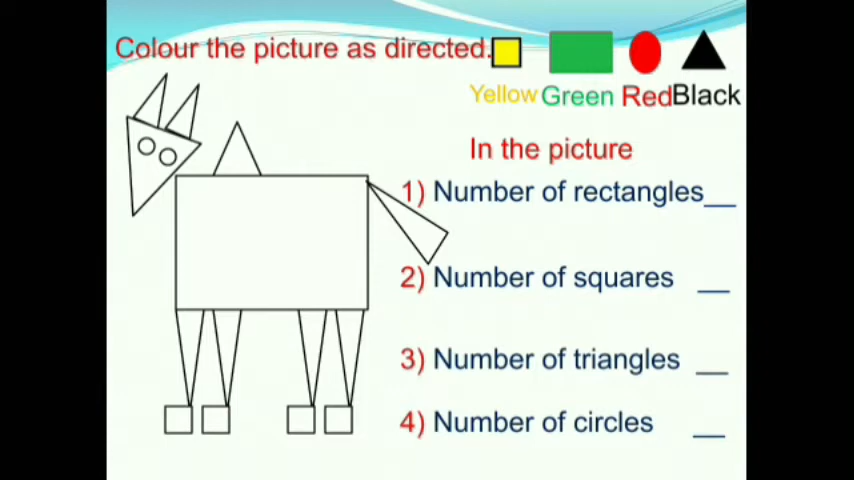 Colour the picture as directed.
Yellow Green Red Black
In the picture
1) Number of rectangles__
2) Number of squares __
3) Number of triangles __
4) Number of circles __